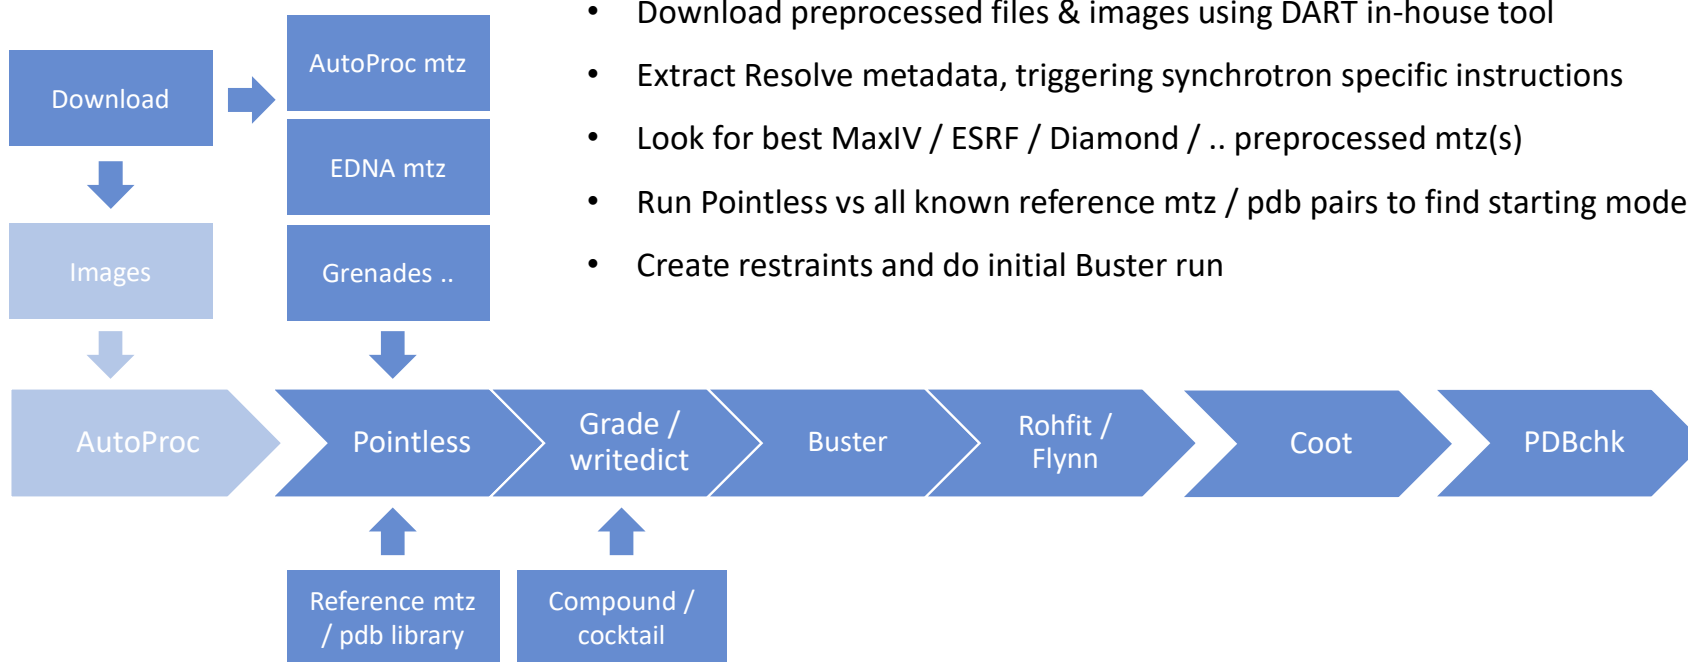 • Download preprocessed files & images using DART in-house tool
• Extract Resolve metadata, triggering synchrotron specific instructions
• Look for best MaxIV / ESRF / Diamond / .. preprocessed mtz(s)
• Run Pointless vs all known reference mtz / pdb pairs to find starting mode
• Create restraints and do initial Buster run
Download
AutoProc mtz
EDNA mtz
Images
Grenades ..
AutoProc
Pointless
Grade /
writedict
Buster
Rohfit /
Flynn
Coot
PDBchk
Reference mtz
/ pdb library
Compound /
cocktail